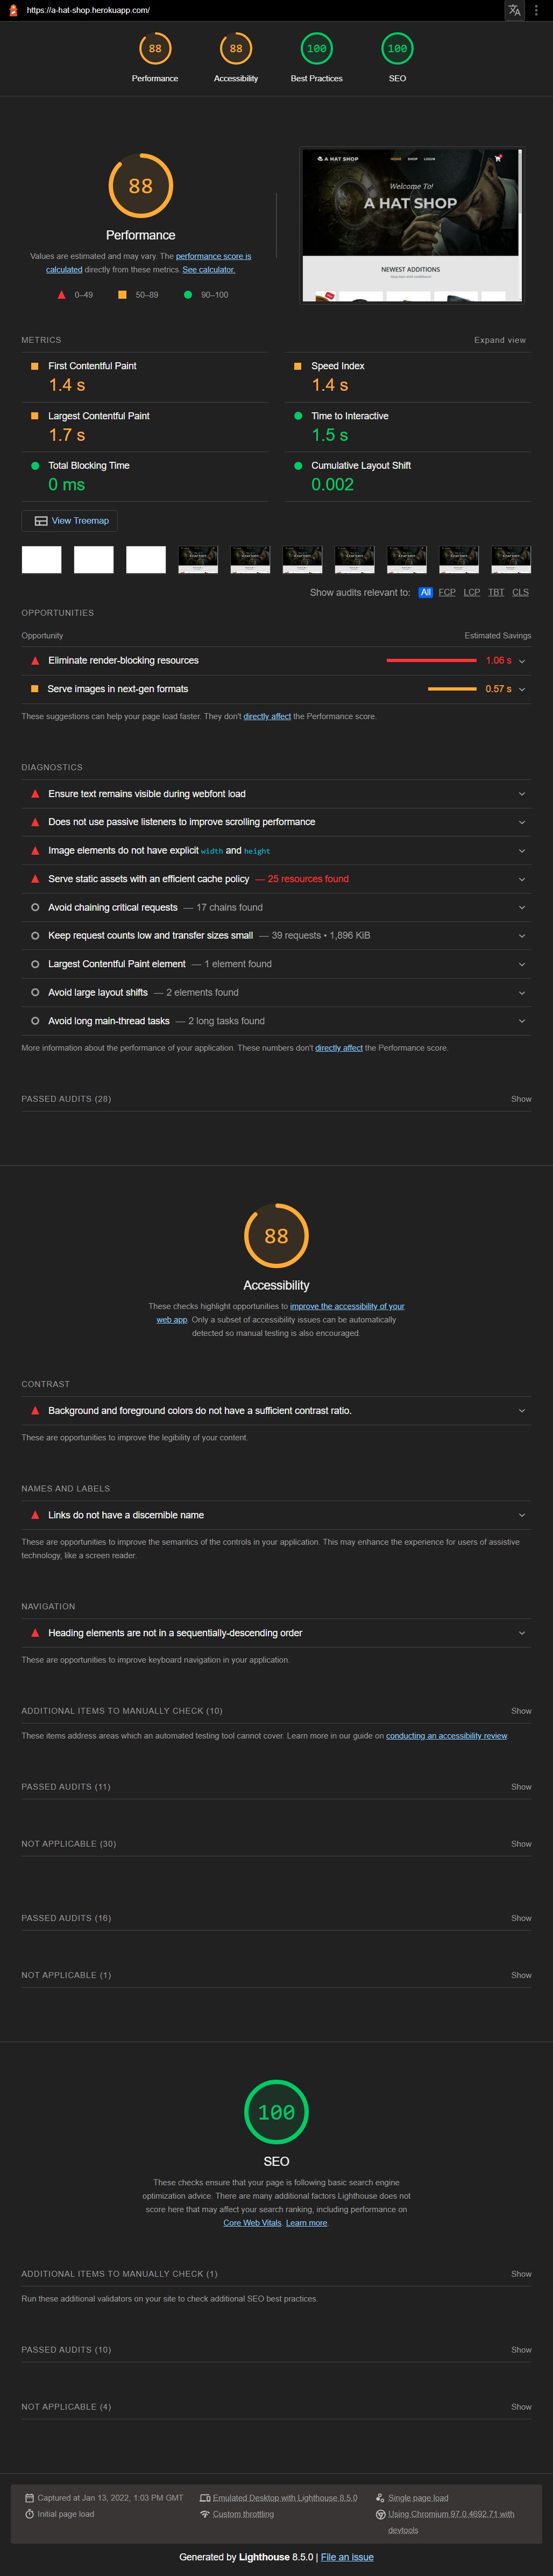 https://a-hat-shop.herokuapp.com/
88 88 100 100
Performance Accessibility Best Practices SEO
88
Performance
Values are estimated and may vary. The performance score is
calculated directly from these metrics. See calculator.
0–49 50–89 90–100
A HAT SHOP HOME SHOP LOGIN
Welcome To!
A HAT SHOP
NEWEST ADDITIONS
METRICS Expand view
First Contentful Paint Speed Index
1.4 s 1.4 s
Largest Contentful Paint Time to Interactive
1.7 s 1.5 s
Total Blocking Time Cumulative Layout Shift
0 ms 0.002
View Treemap
Show audits relevant to: All FCP LCP TBT CLS
OPPORTUNITIES
Opportunity Estimated Savings
Eliminate render-blocking resources 1.06 s
Serve images in next-gen formats 0.57 s
These suggestions can help your page load faster. They don't directly affect the Performance score.
DIAGNOSTICS
Ensure text remains visible during webfont load
Does not use passive listeners to improve scrolling performance
Image elements do not have explicit width and height
Serve static assets with an efficient cache policy — 25 resources found
Avoid chaining critical requests — 17 chains found
Keep request counts low and transfer sizes small — 39 requests • 1,896 KiB
Largest Contentful Paint element — 1 element found
Avoid large layout shifts — 2 elements found
Avoid long main-thread tasks — 2 long tasks found
More information about the performance of your application. These numbers don't directly affect the Performance score.
PASSED AUDITS (28) Show
88
Accessibility
These checks highlight opportunities to improve the accessibility of your
web app. Only a subset of accessibility issues can be automatically
detected so manual testing is also encouraged.
CONTRAST
Background and foreground colors do not have a sufficient contrast ratio.
These are opportunities to improve the legibility of your content.
NAMES AND LABELS
Links do not have a discernible name
These are opportunities to improve the semantics of the controls in your application. This may enhance the experience for users of assistive
technology, like a screen reader.
NAVIGATION
Heading elements are not in a sequentially-descending order
These are opportunities to improve keyboard navigation in your application.
ADDITIONAL ITEMS TO MANUALLY CHECK (10) Show
These items address areas which an automated testing tool cannot cover. Learn more in our guide on conducting an accessibility review.
PASSED AUDITS (11) Show
NOT APPLICABLE (30) Show
PASSED AUDITS (16) Show
NOT APPLICABLE (1) Show
100
SEO
These checks ensure that your page is following basic search engine
optimization advice. There are many additional factors Lighthouse does not
score here that may affect your search ranking, including performance on
Core Web Vitals. Learn more.
ADDITIONAL ITEMS TO MANUALLY CHECK (1) Show
Run these additional validators on your site to check additional SEO best practices.
PASSED AUDITS (10) Show
NOT APPLICABLE (4) Show
Captured at Jan 13, 2022, 1:03 PM GMT Emulated Desktop with Lighthouse 8.5.0 Single page load
Initial page load Custom throttling Using Chromium 97.0.4692.71 with
devtools
Generated by Lighthouse 8.5.0 | File an issue